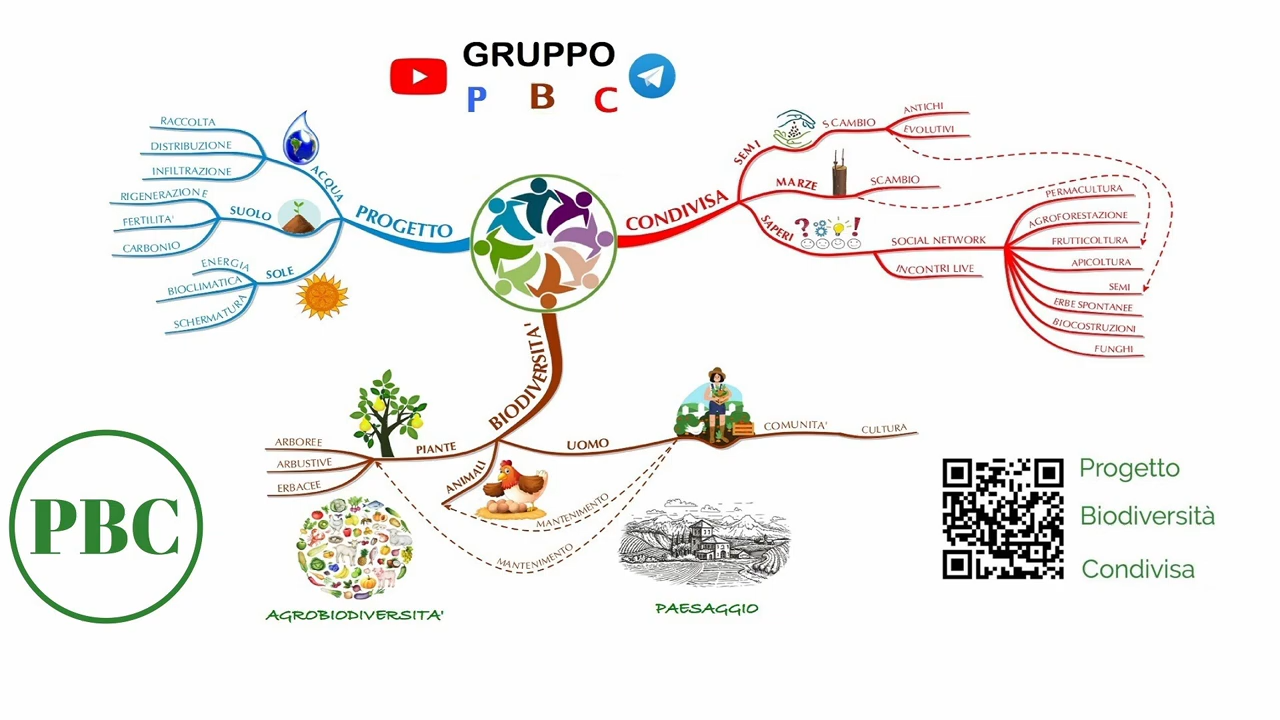 GRUPPO
P B C
RACCOLTA
DISTRIBUZIONE
INFILTRAZIONE
ACQUA
RIGENERAZIONE
FERTILITA'
CARBONIO
SUOLO
ENERGIA
BIOCLIMATICA
SCHERMATURA
SOLE
PROGETTO
CONDIVISA
SEMI
SCAMBIO
ANTICHI
EVOLUTIVI
MARZE
SCAMBIO
SAPERI
? !
SOCIAL NETWORK
INCONTRI LIVE
PERMACULTURA
AGROFORESTAZIONE
FRUTTICOLTURA
APICOLTURA
SEMI
ERBE SPONTANEE
BIOCOSTRUZIONI
FUNGHI
BIODIVERSITA'
PIANTE
ARBOREE
ARBUSTIVE
ERBACEE
ANIMALI
UOMO
COMUNITA'
CULTURA
MANTENIMENTO
MANTENIMENTO
AGROBIODIVERSITA'
PAESAGGIO
PBC
Progetto
Biodiversità
Condivisa